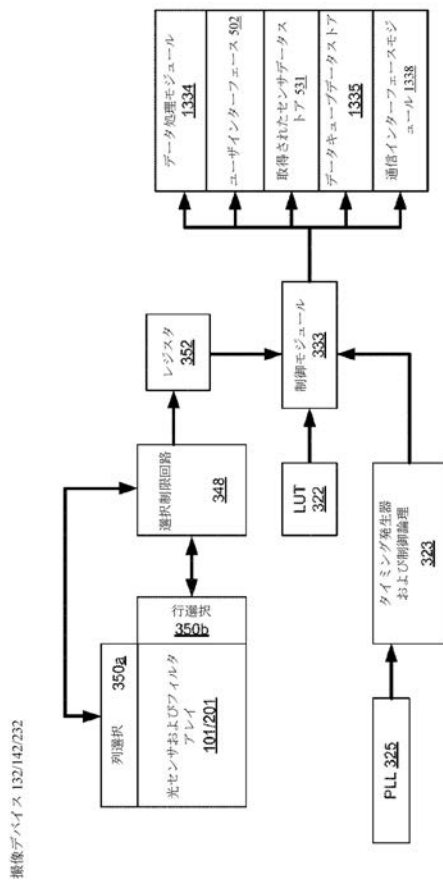 撮像デバイス 132/142/232
列選択 350a
光センサおよびフィルタ
アレイ
101/201
行選択
350b
選択制限回路
348
レジスタ
352
LUT
322
制御モジュール
333
PLL 325
タイミング発生器
および制御論理
323
データ処理モジュール
1334
ユーザインターフェース 502
取得されたセンサデータス
トア 531
データキューブデータストア
1335
通信インターフェースモジ
ュール 1338